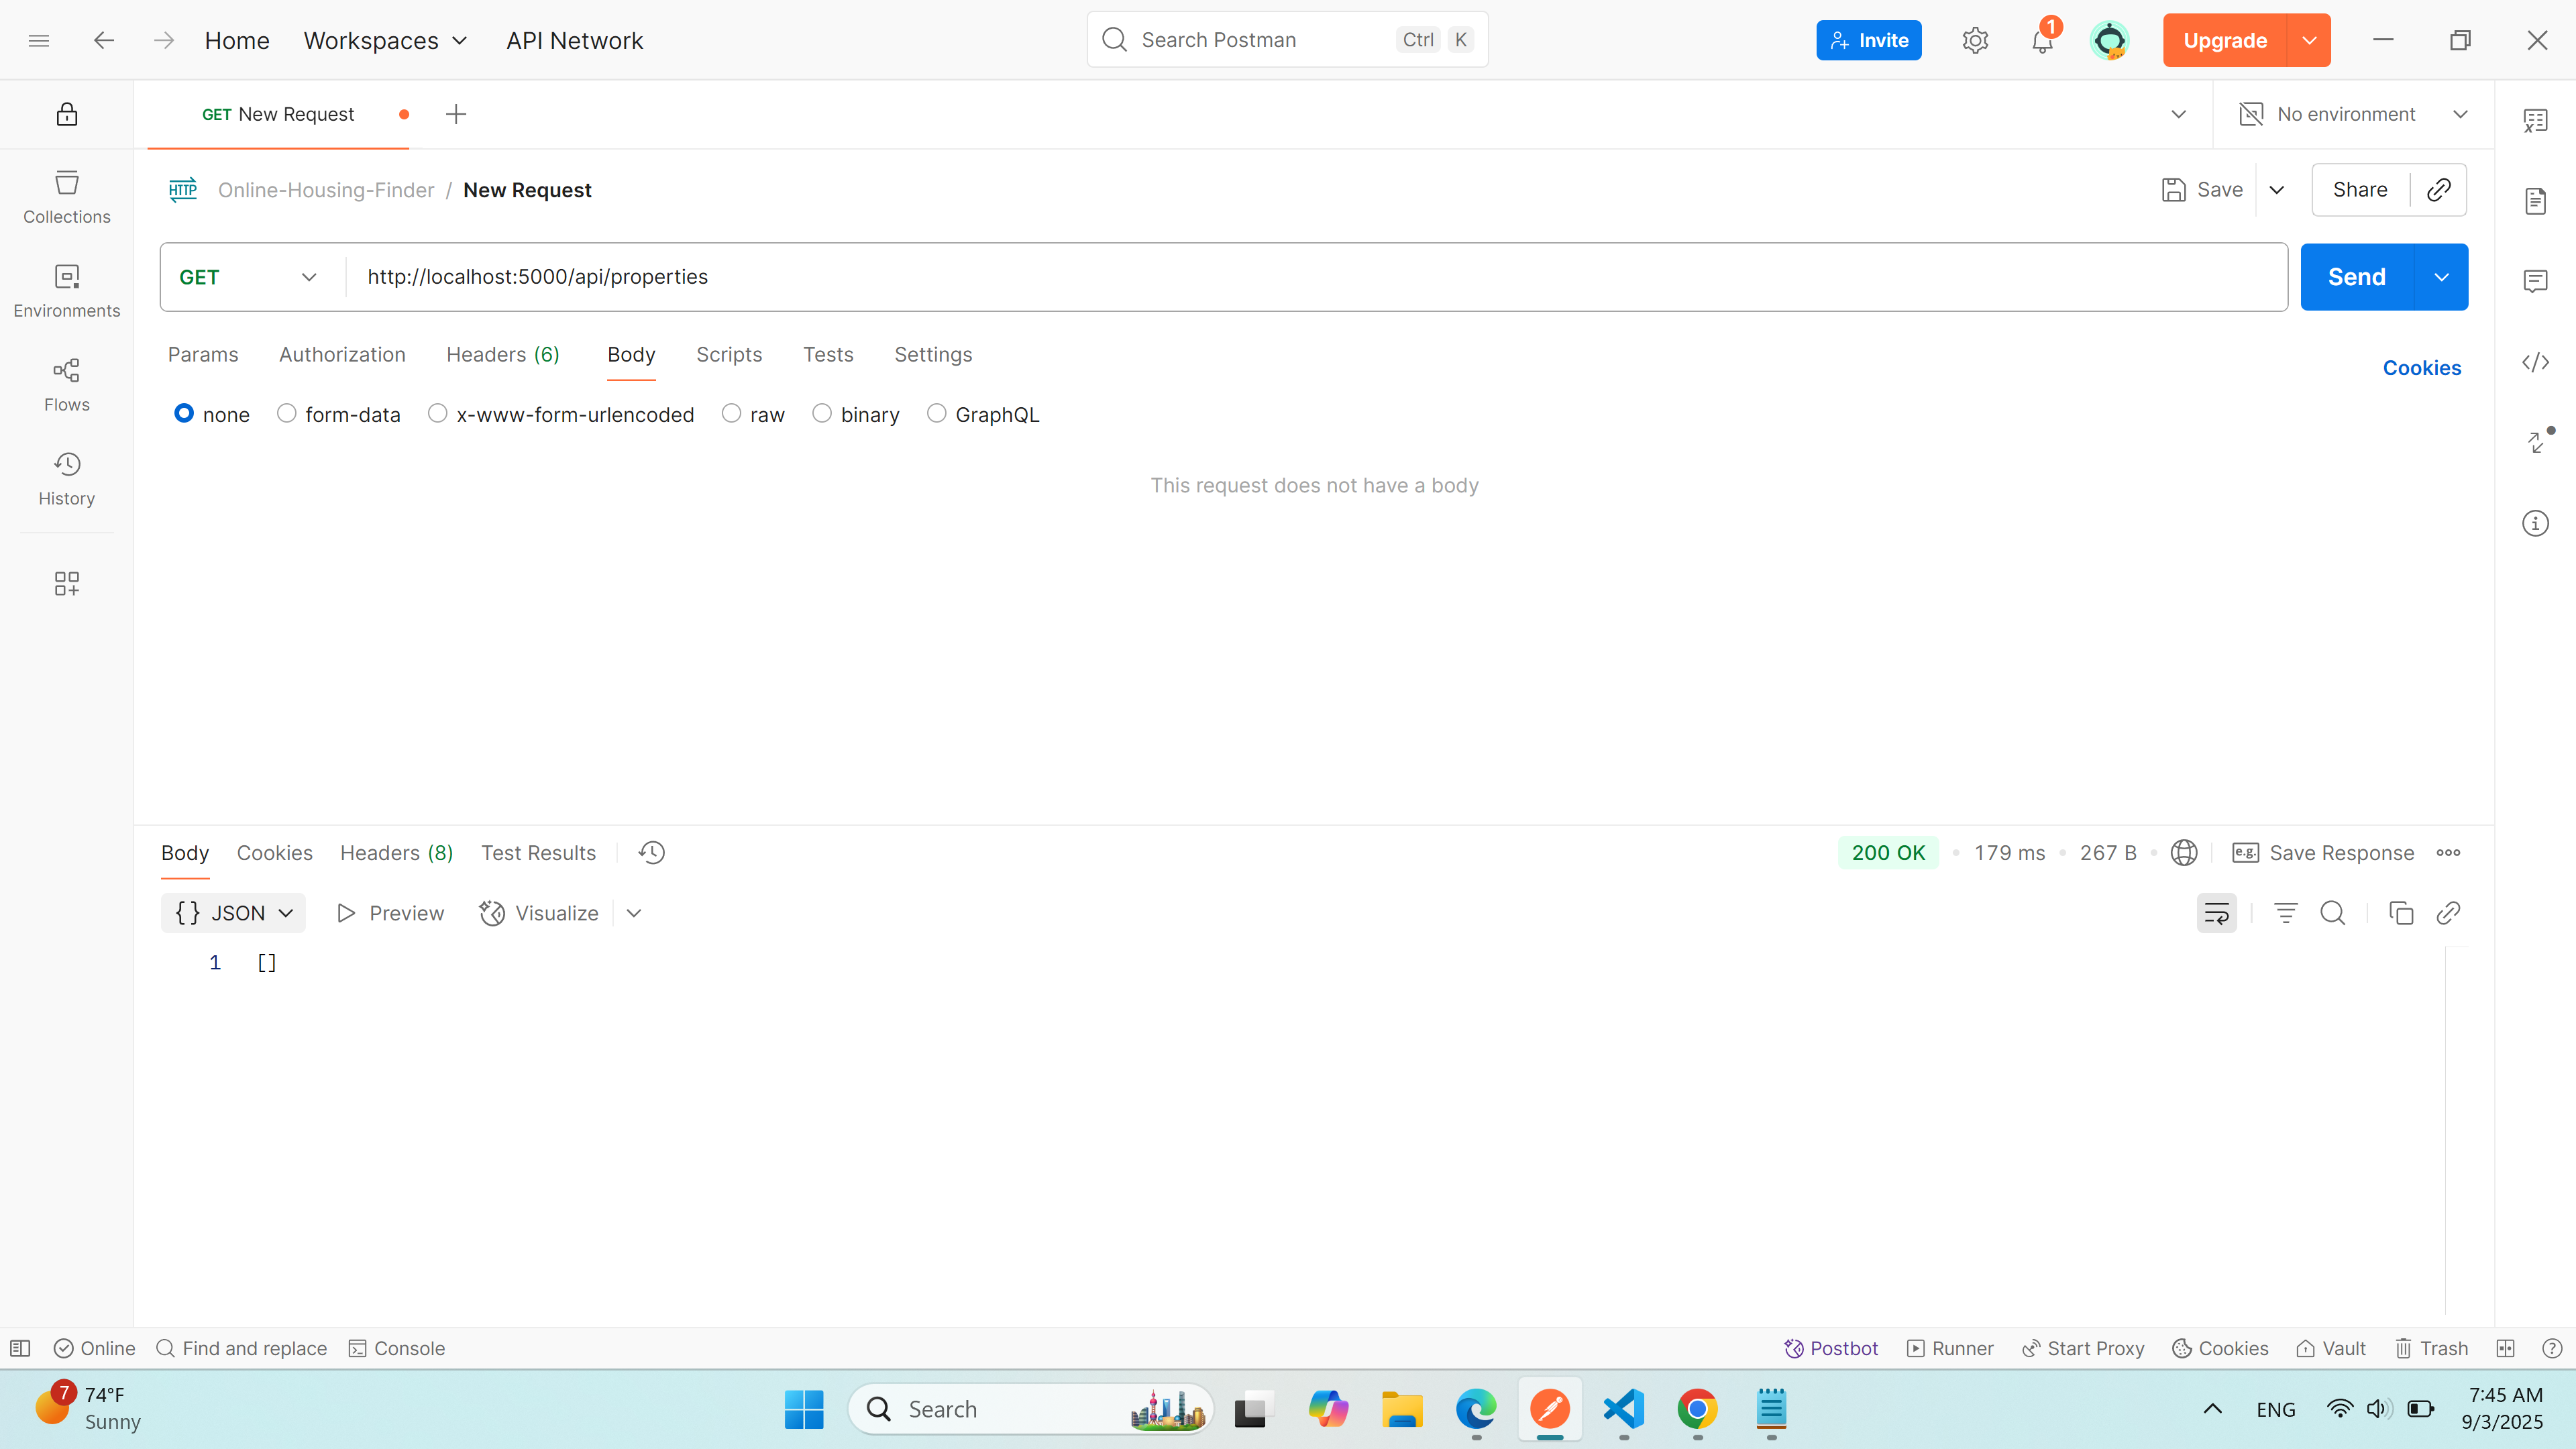 Home Workspaces API Network Search Postman Ctrl K Invite 1 Upgrade
GET New Request No environment
HTTP Online-Housing-Finder / New Request Save Share
Collections
GET http://localhost:5000/api/properties Send
Environments
Params Authorization Headers (6) Body Scripts Tests Settings Cookies
none form-data x-www-form-urlencoded raw binary GraphQL
Flows
This request does not have a body
History
Body Cookies Headers (8) Test Results 200 OK 179 ms 267 B e.g. Save Response
{} JSON Preview Visualize
1 []
Online Find and replace Console Postbot Runner Start Proxy Cookies Vault Trash
7 74°F
Sunny
Search
ENG
7:45 AM
9/3/2025